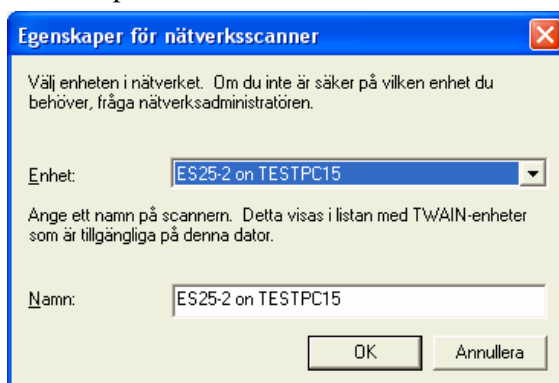 Egenskaper för nätverksscanner
Välj enheten i nätverket. Om du inte är säker på vilken enhet du
behöver, fråga nätverksadministratören.
Enhet: ES25-2 on TESTPC15
Ange ett namn på scannern. Detta visas i listan med TWAIN-enheter
som är tillgängliga på denna dator.
Namn: ES25-2 on TESTPC15
OK Annullera